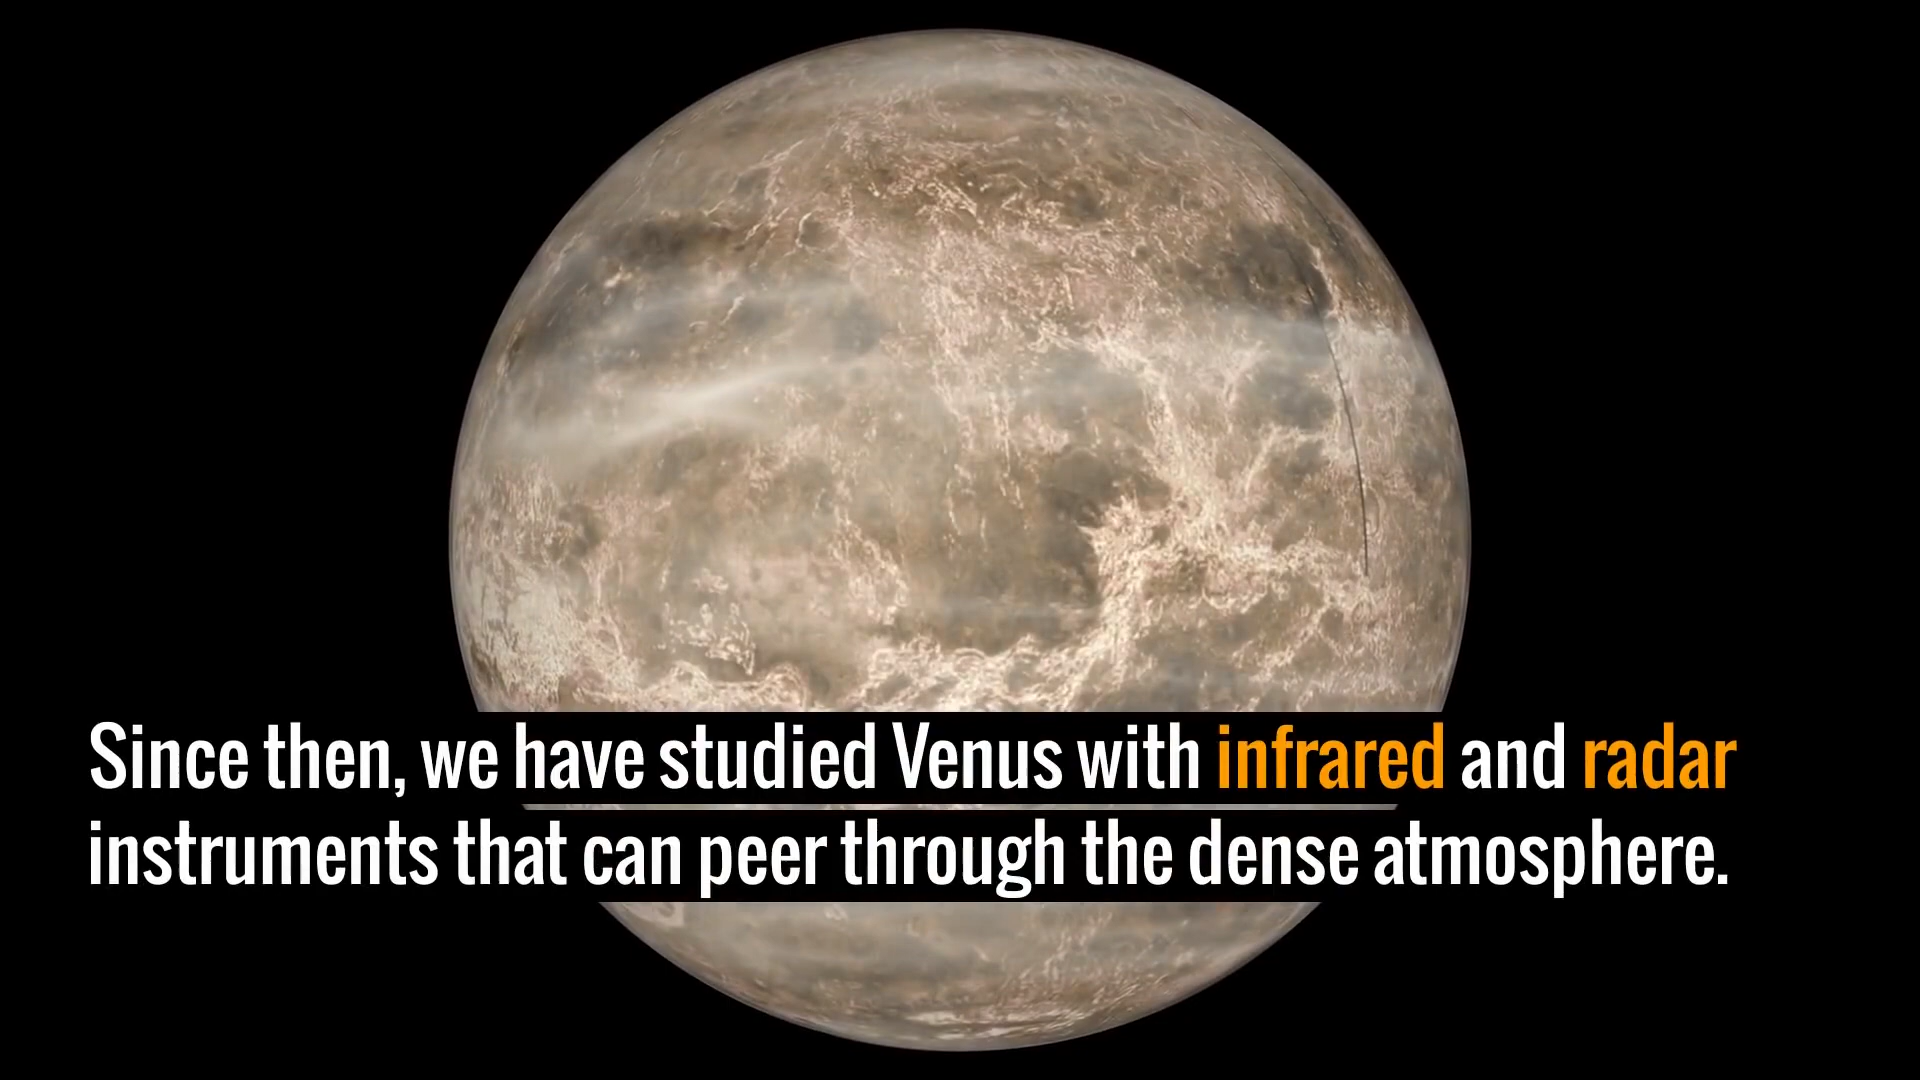 Since then, we have studied Venus with infrared and radar
instruments that can peer through the dense atmosphere.